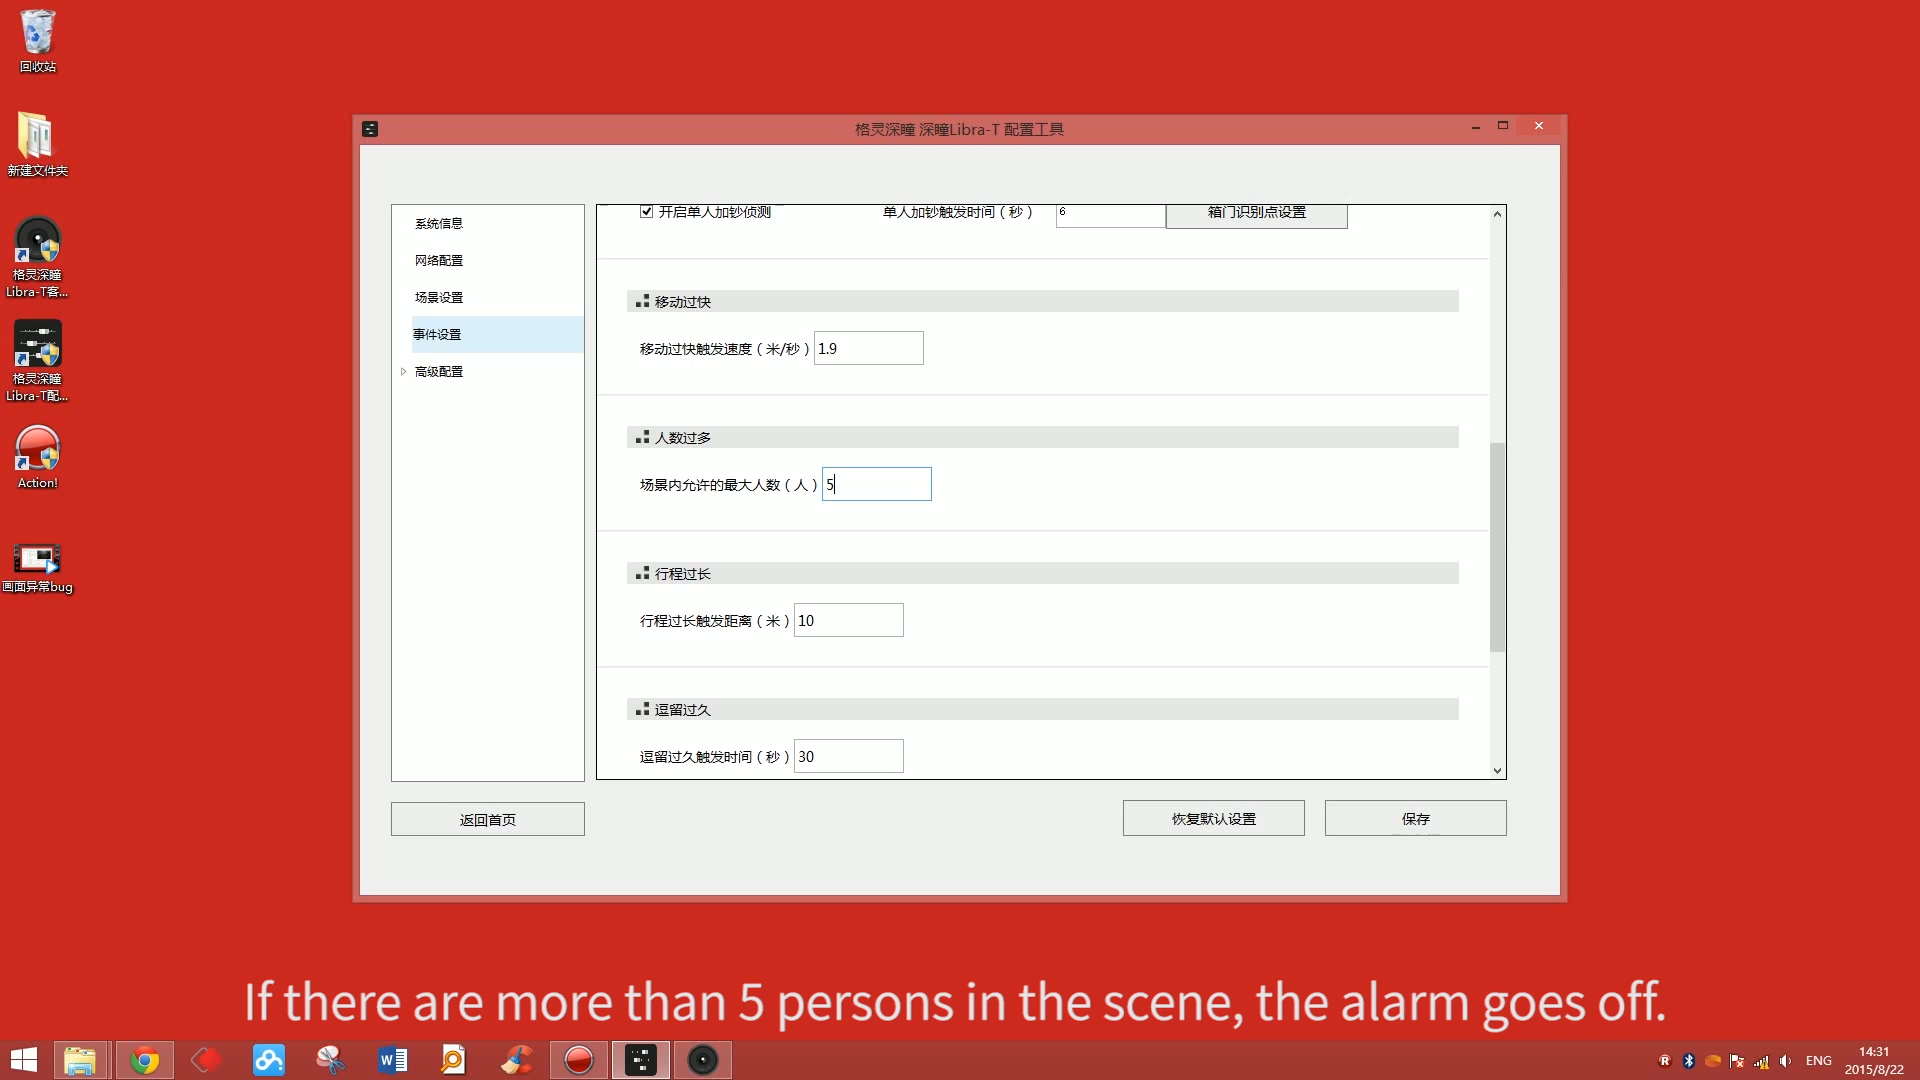 回收站
新建文件夹
格灵深瞳
Libra-T客...
格灵深瞳
Libra-T配...
Action!
画面异常bug
格灵深瞳 深瞳Libra-T 配置工具
系统信息
网络配置
场景设置
事件设置
高级配置
开启单人加钞侦测 单人加钞触发时间（秒） 6 箱门识别点设置
移动过快
移动过快触发速度（米/秒） 1.9
人数过多
场景内允许的最大人数（人） 5
行程过长
行程过长触发距离（米） 10
逗留过久
逗留过久触发时间（秒） 30
返回首页 恢复默认设置 保存
If there are more than 5 persons in the scene, the alarm goes off.
ENG
14:31
2015/8/22